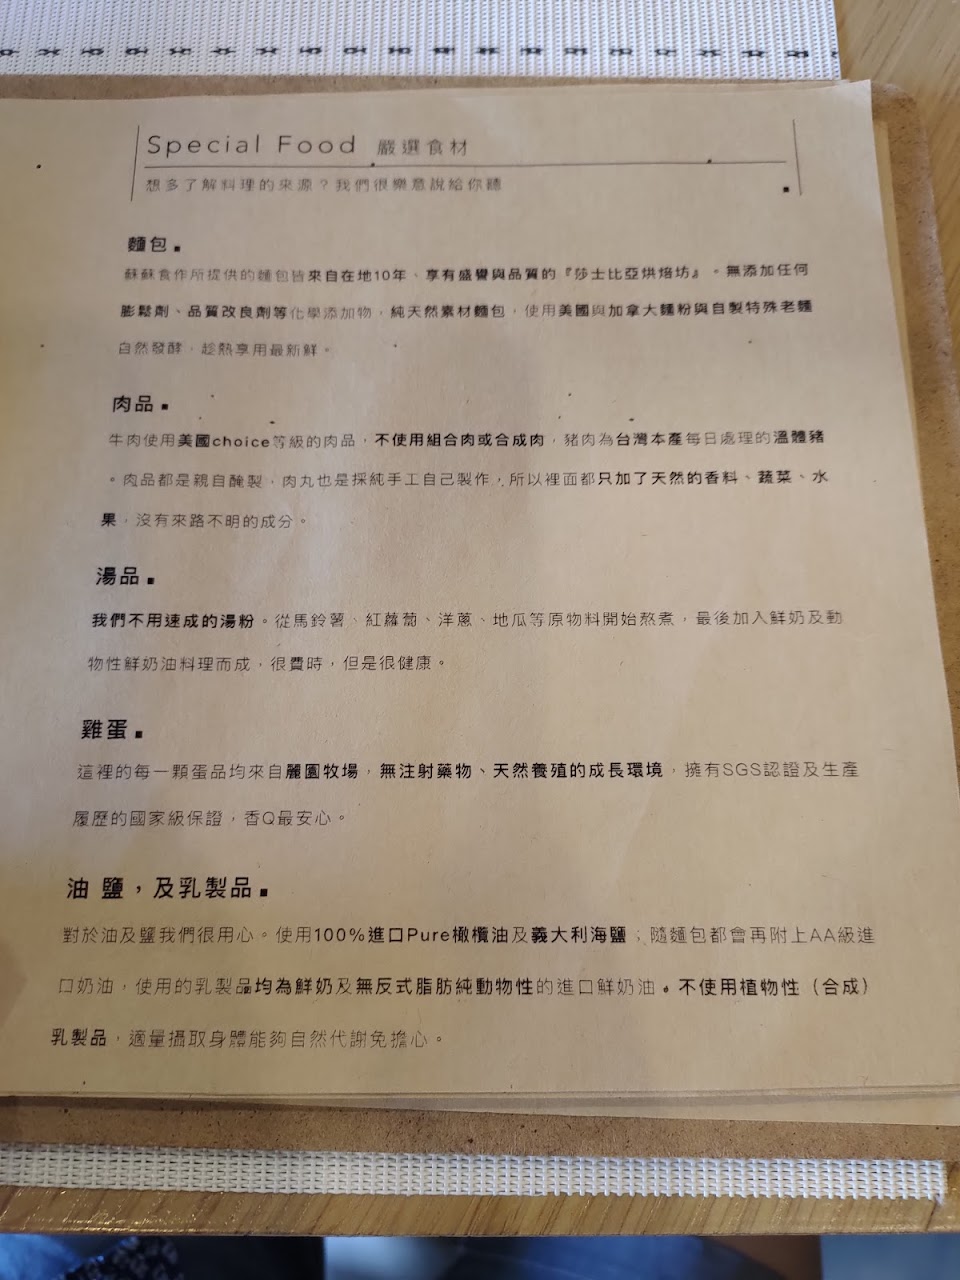 Special Food 嚴選食材
想多了解料理的來源？我們很樂意說給你聽
麵包.
蘇蘇食作所提供的麵包皆來自在地10年、享有盛譽與品質的『莎士比亞烘焙坊』。無添加任何
膨鬆劑、品質改良劑等化學添加物，純天然素材麵包，使用美國與加拿大麵粉與自製特殊老麵
自然發酵，趁熱享用最新鮮。
肉品.
牛肉使用美國choice等級的肉品，不使用組合肉或合成肉，豬肉為台灣本產每日處理的溫體豬
。肉品都是親自醃製，肉丸也是採純手工自己製作，所以裡面都只加了天然的香料、蔬菜、水
果，沒有來路不明的成分。
湯品.
我們不用速成的湯粉。從馬鈴薯、紅蘿蔔、洋蔥、地瓜等原物料開始熬煮，最後加入鮮奶及動
物性鮮奶油料理而成，很費時，但是很健康。
雞蛋.
這裡的每一顆蛋品均來自麗園牧場，無注射藥物、天然養殖的成長環境，擁有SGS認證及生產
履歷的國家級保證，香Q最安心。
油 鹽，及乳製品.
對於油及鹽我們很用心。使用100%進口Pure橄欖油及義大利海鹽；隨麵包都會再附上AA級進
口奶油，使用的乳製品均為鮮奶及無反式脂肪純動物性的進口鮮奶油。不使用植物性（合成）
乳製品，適量攝取身體能夠自然代謝免擔心。